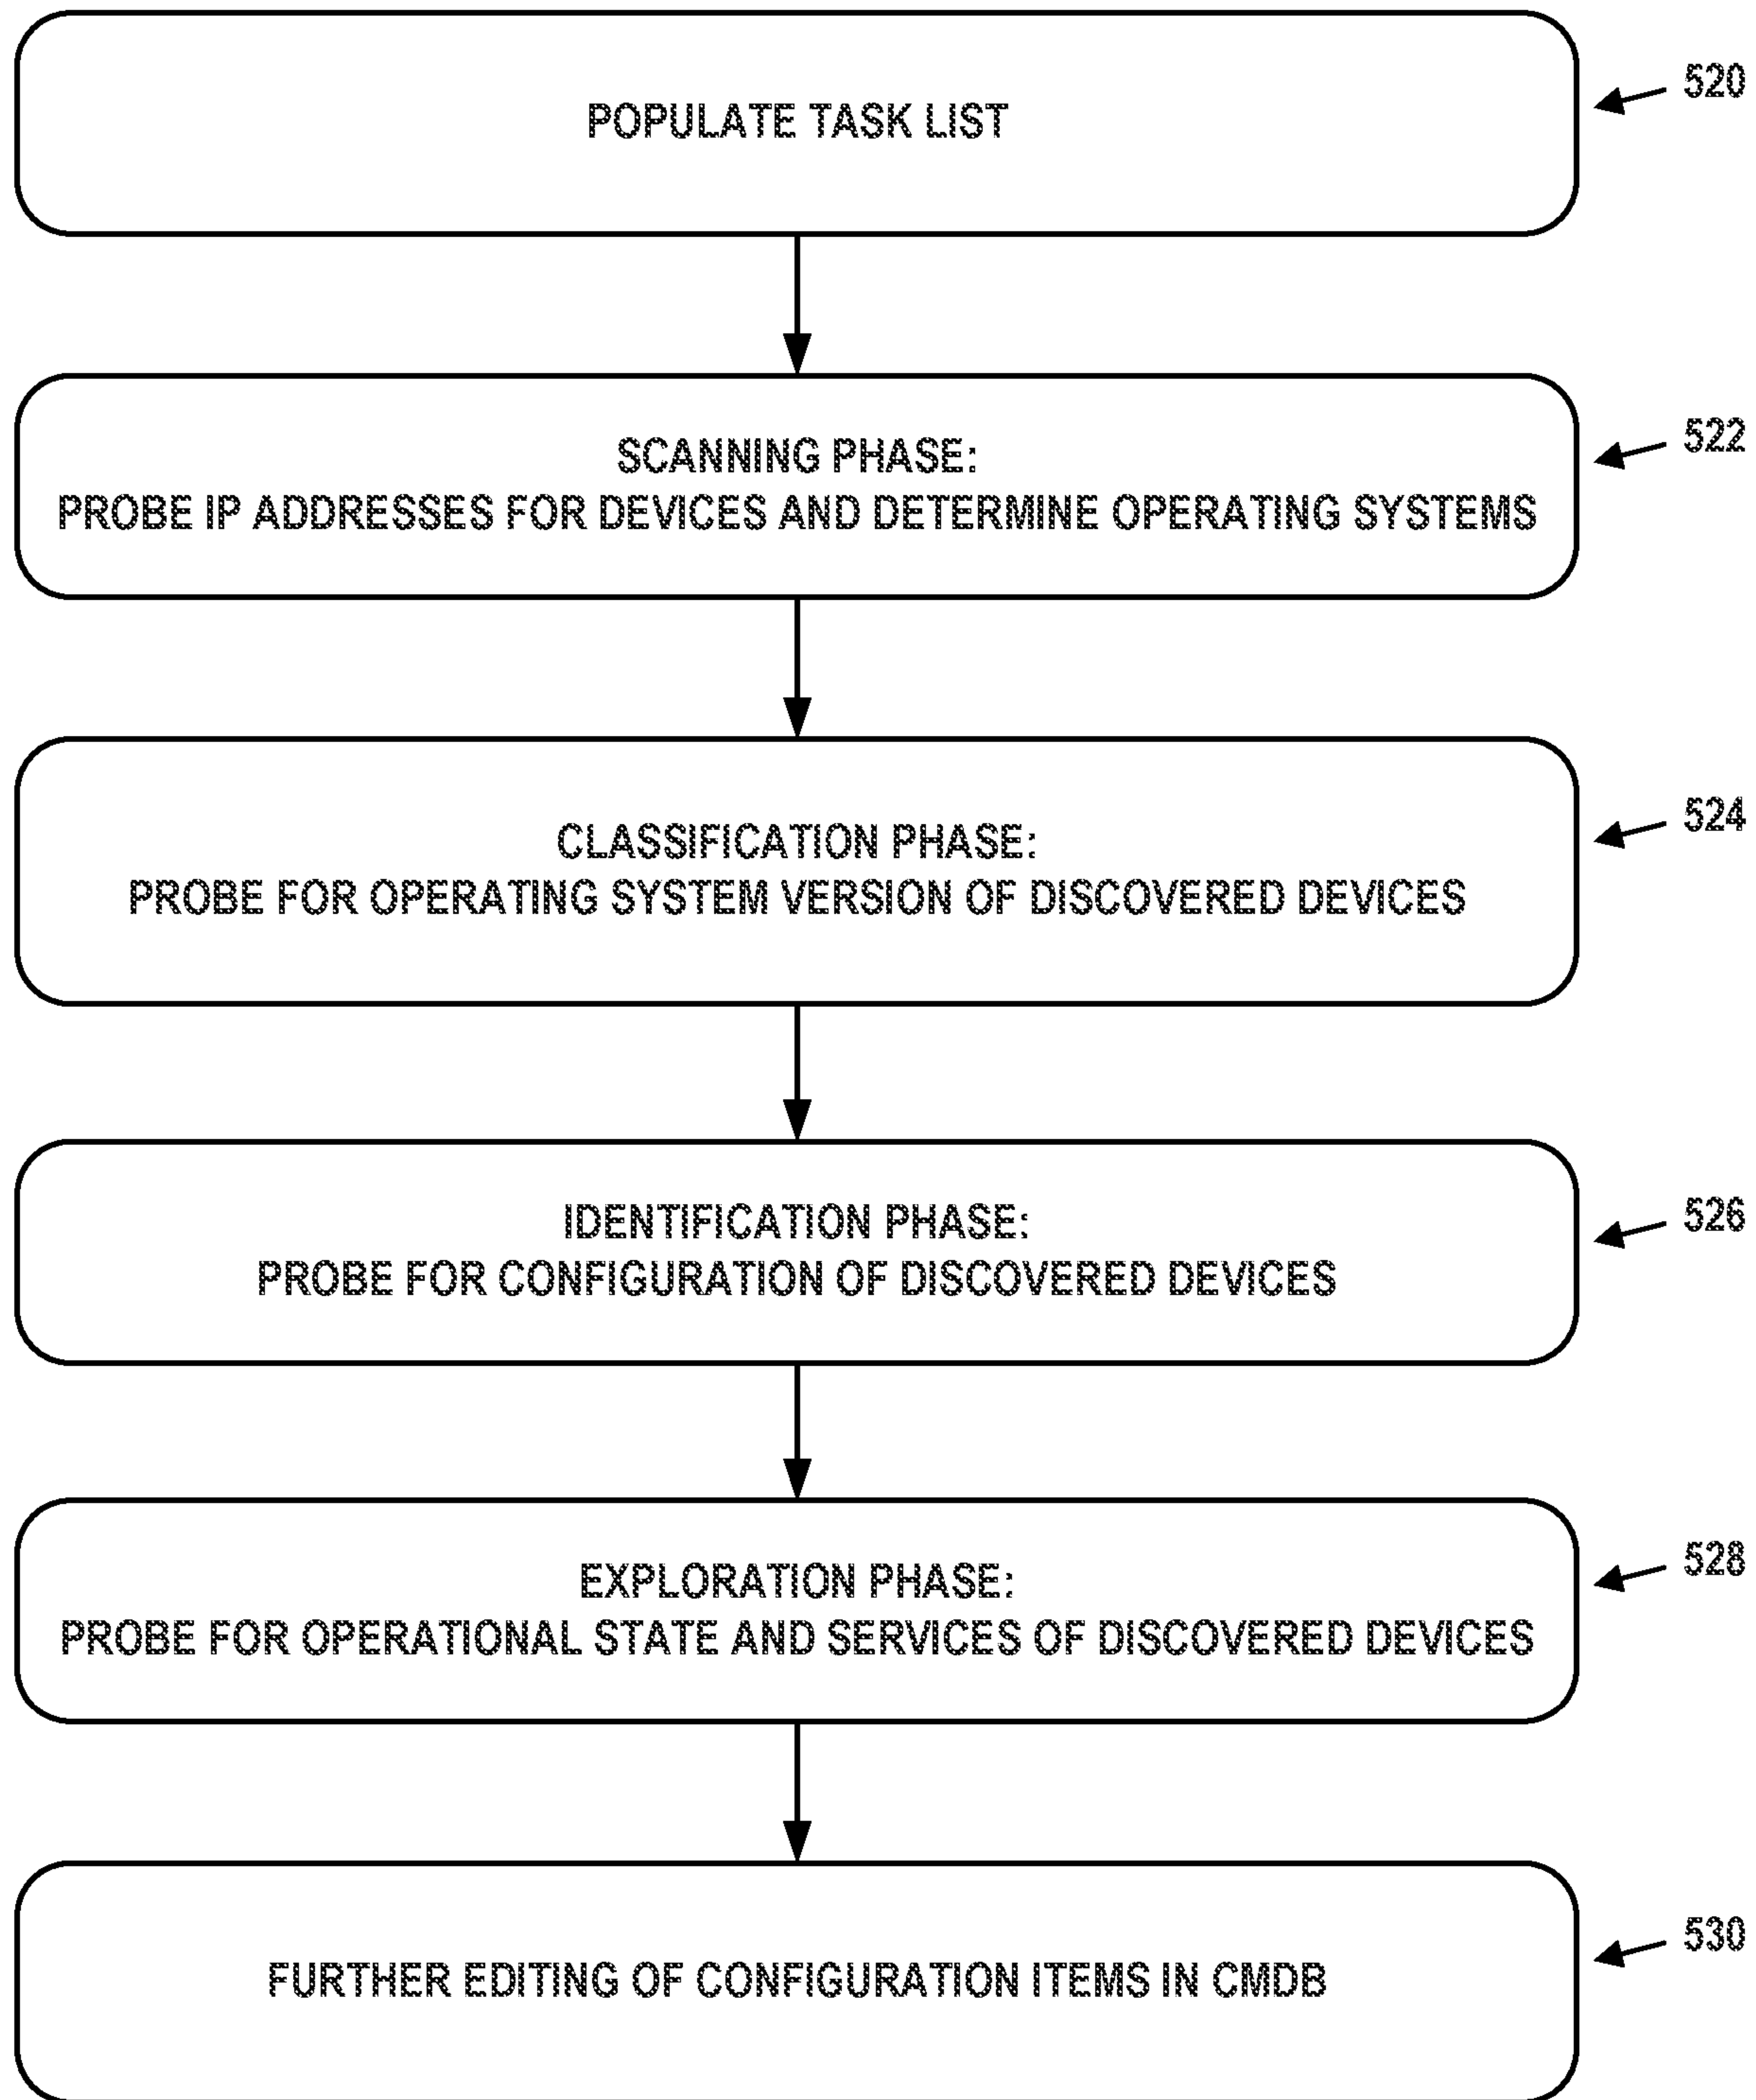 POPULATE TASK LIST
520
SCANNING PHASE:
PROBE IP ADDRESSES FOR DEVICES AND DETERMINE OPERATING SYSTEMS
522
CLASSIFICATION PHASE:
PROBE FOR OPERATING SYSTEM VERSION OF DISCOVERED DEVICES
524
IDENTIFICATION PHASE:
PROBE FOR CONFIGURATION OF DISCOVERED DEVICES
526
EXPLORATION PHASE:
PROBE FOR OPERATIONAL STATE AND SERVICES OF DISCOVERED DEVICES
528
FURTHER EDITING OF CONFIGURATION ITEMS IN CMDB
530